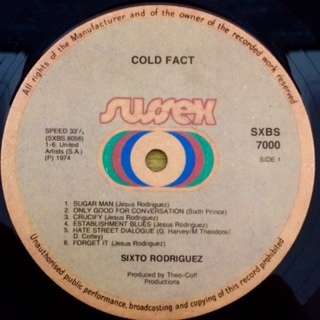 All rights of the Manufacturer and of the owner of the recorded work reserved
COLD FACT
sussex
SPEED 33⅓
(SXBS 8056)
1-6: United
Artists (S.A.)
(P) 1974
SXBS
7000
SIDE 1
1. SUGAR MAN (Jesus Rodriguez)
2. ONLY GOOD FOR CONVERSATION (Sixth Prince)
3. CRUCIFY (Jesus Rodriguez)
4. ESTABLISHMENT BLUES (Jesus Rodriguez)
5. HATE STREET DIALOGUE (G. Harvey/M. Theodore/
D. Coffey)
6. FORGET IT (Jesus Rodriguez)
SIXTO RODRIGUEZ
Produced by Theo-Coff
Productions
Unauthorised public performance, broadcasting and copying of this record prohibited